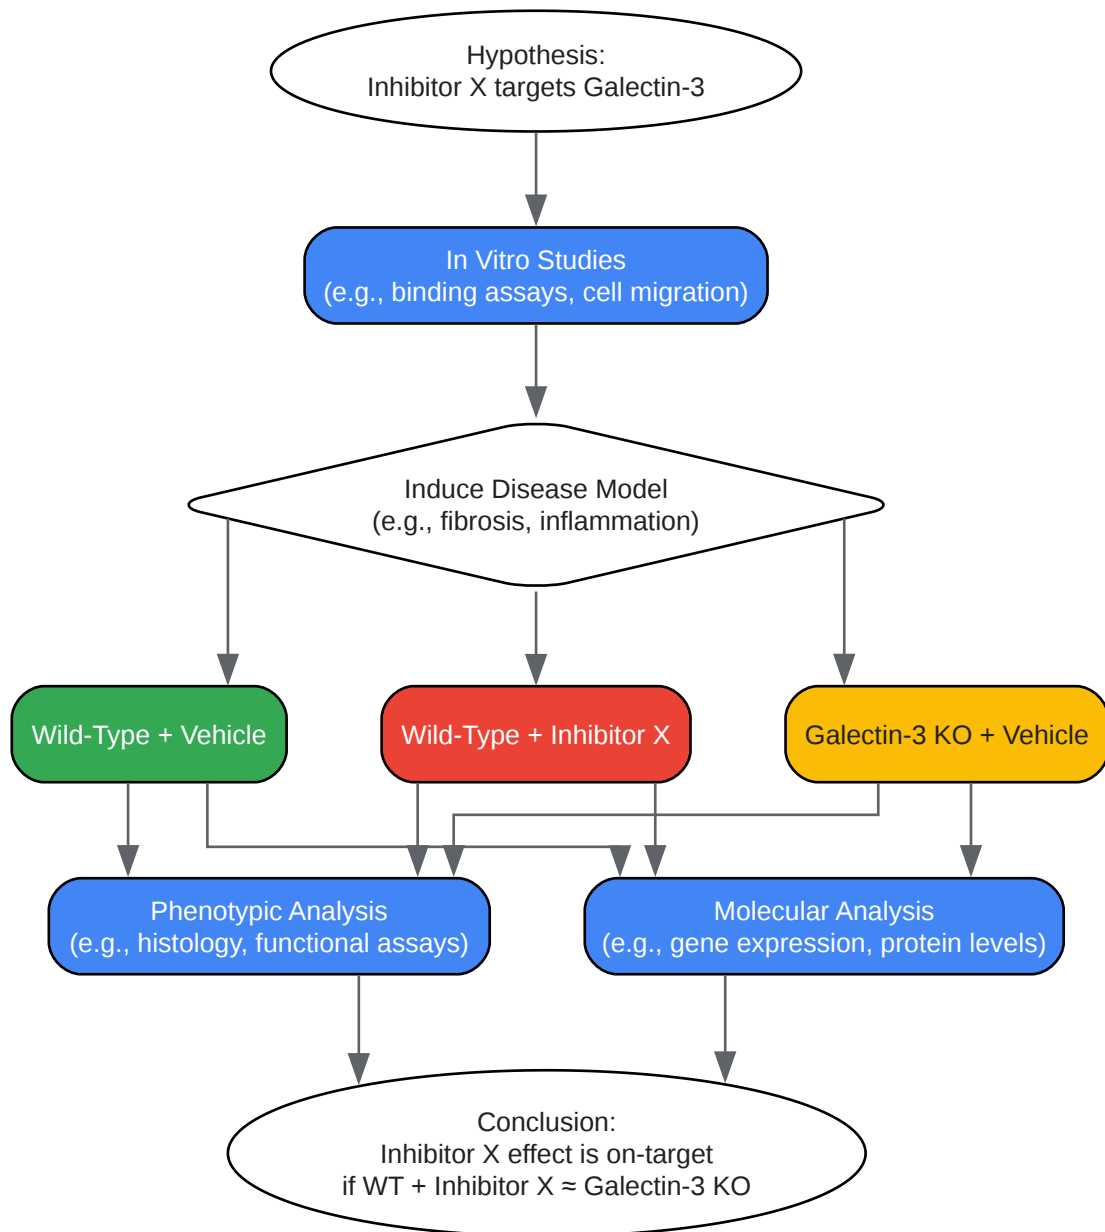 Hypothesis:
Inhibitor X targets Galectin-3
In Vitro Studies
(e.g., binding assays, cell migration)
Induce Disease Model
(e.g., fibrosis, inflammation)
Wild-Type + Vehicle
Wild-Type + Inhibitor X
Galectin-3 KO + Vehicle
Phenotypic Analysis
(e.g., histology, functional assays)
Molecular Analysis
(e.g., gene expression, protein levels)
Conclusion:
Inhibitor X effect is on-target
if WT + Inhibitor X ≈ Galectin-3 KO